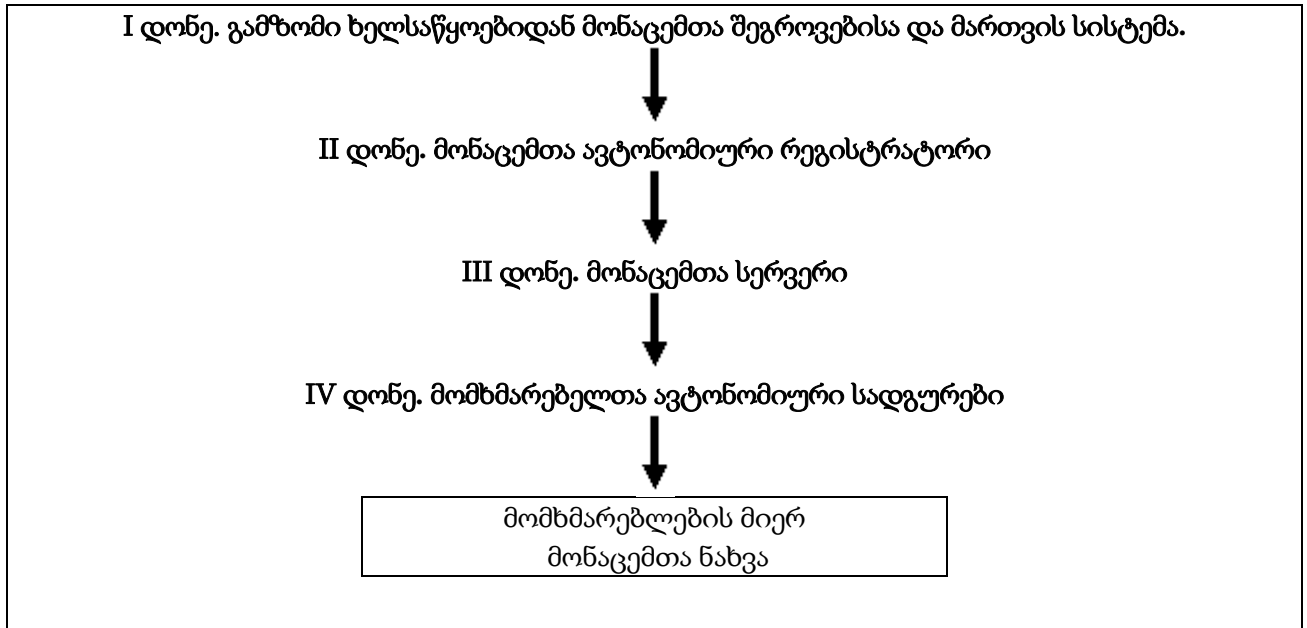 I დონე. გამზომი ხელსაწყოებიდან მონაცემთა შეგროვებისა და მართვის სისტემა.
II დონე. მონაცემთა ავტონომიური რეგისტრატორი
III დონე. მონაცემთა სერვერი
IV დონე. მომხმარებელთა ავტონომიური სადგურები
მომხმარებლების მიერ
მონაცემთა ნახვა